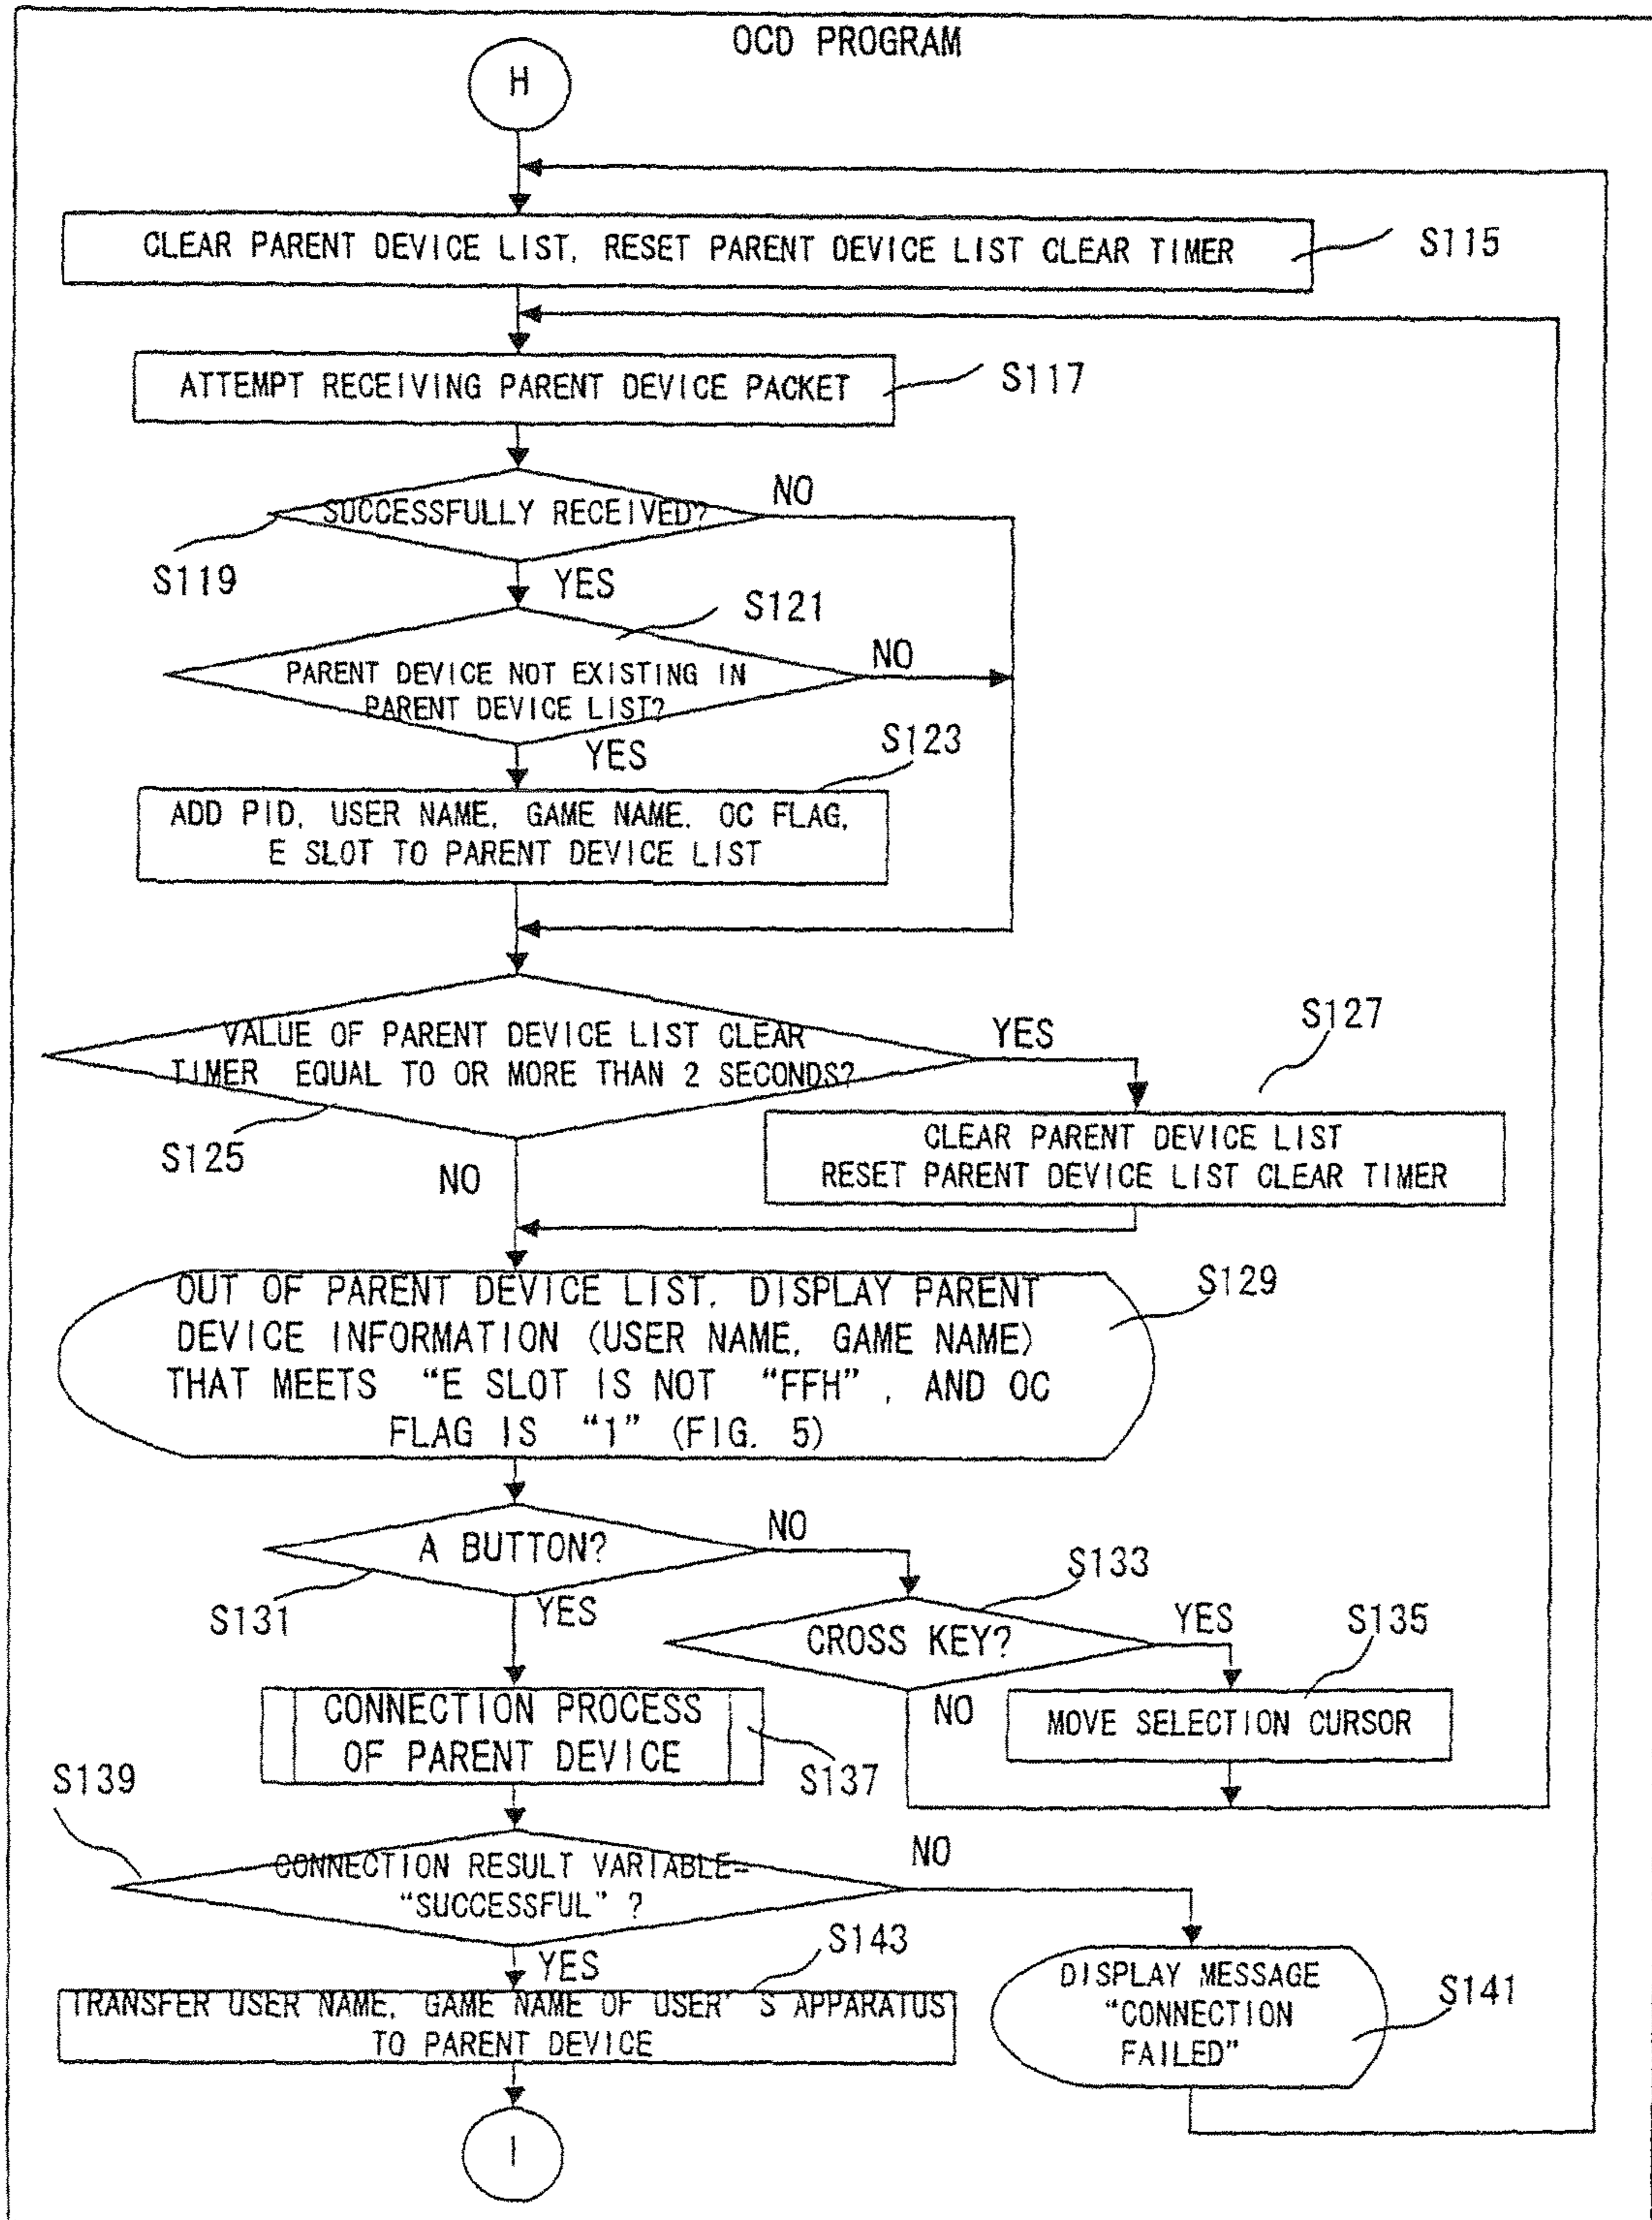 OCD PROGRAM
H
CLEAR PARENT DEVICE LIST, RESET PARENT DEVICE LIST CLEAR TIMER
S115
ATTEMPT RECEIVING PARENT DEVICE PACKET
S117
SUCCESSFULLY RECEIVED?
NO
S119
YES
S121
PARENT DEVICE NOT EXISTING IN
PARENT DEVICE LIST?
NO
YES
S123
ADD PID, USER NAME, GAME NAME, OC FLAG,
E SLOT TO PARENT DEVICE LIST
VALUE OF PARENT DEVICE LIST CLEAR
TIMER EQUAL TO OR MORE THAN 2 SECONDS?
YES
S127
S125
NO
CLEAR PARENT DEVICE LIST
RESET PARENT DEVICE LIST CLEAR TIMER
OUT OF PARENT DEVICE LIST, DISPLAY PARENT
DEVICE INFORMATION (USER NAME, GAME NAME)
THAT MEETS “E SLOT IS NOT “FFH”, AND OC
FLAG IS “1” (FIG. 5)
S129
A BUTTON?
NO
S131
YES
S133
CROSS KEY?
YES
S135
NO
MOVE SELECTION CURSOR
CONNECTION PROCESS
OF PARENT DEVICE
S137
S139
CONNECTION RESULT VARIABLE=
“SUCCESSFUL” ?
NO
YES
S143
TRANSFER USER NAME, GAME NAME OF USER' S APPARATUS
TO PARENT DEVICE
DISPLAY MESSAGE
“CONNECTION
FAILED”
S141
I